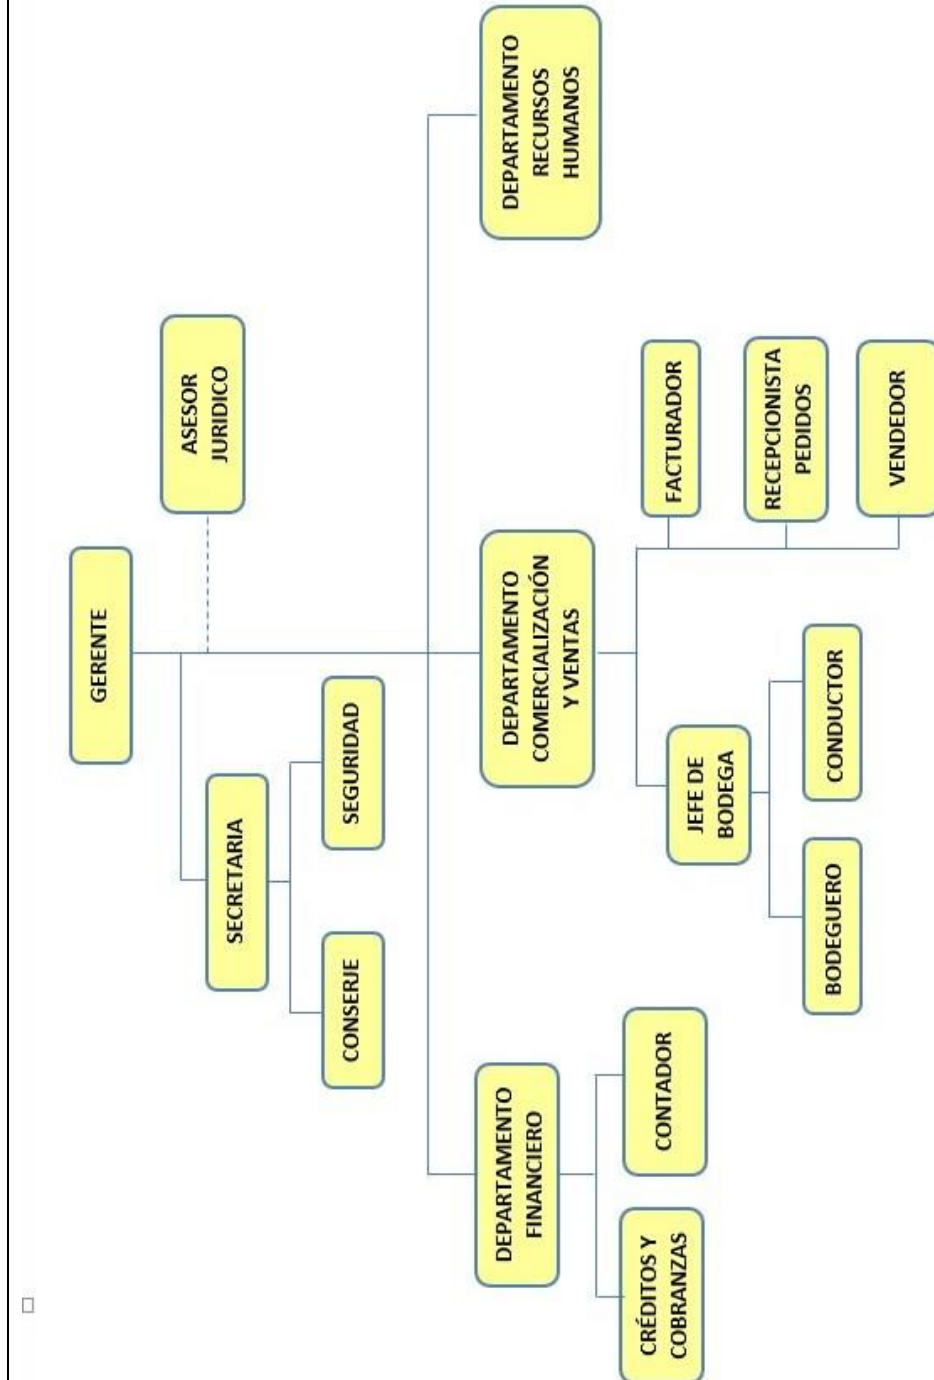 GERENTE
ASESOR
JURIDICO
SECRETARIA
CONSERJE
SEGURIDAD
DEPARTAMENTO
FINANCIERO
DEPARTAMENTO
COMERCIALIZACIÓN
Y VENTAS
DEPARTAMENTO
RECURSOS
HUMANOS
CRÉDITOS Y
COBRANZAS
CONTADOR
JEFE DE
BODEGA
FACTURADOR
RECEPCIONISTA
PEDIDOS
VENDEDOR
BODEGUERO
CONDUCTOR